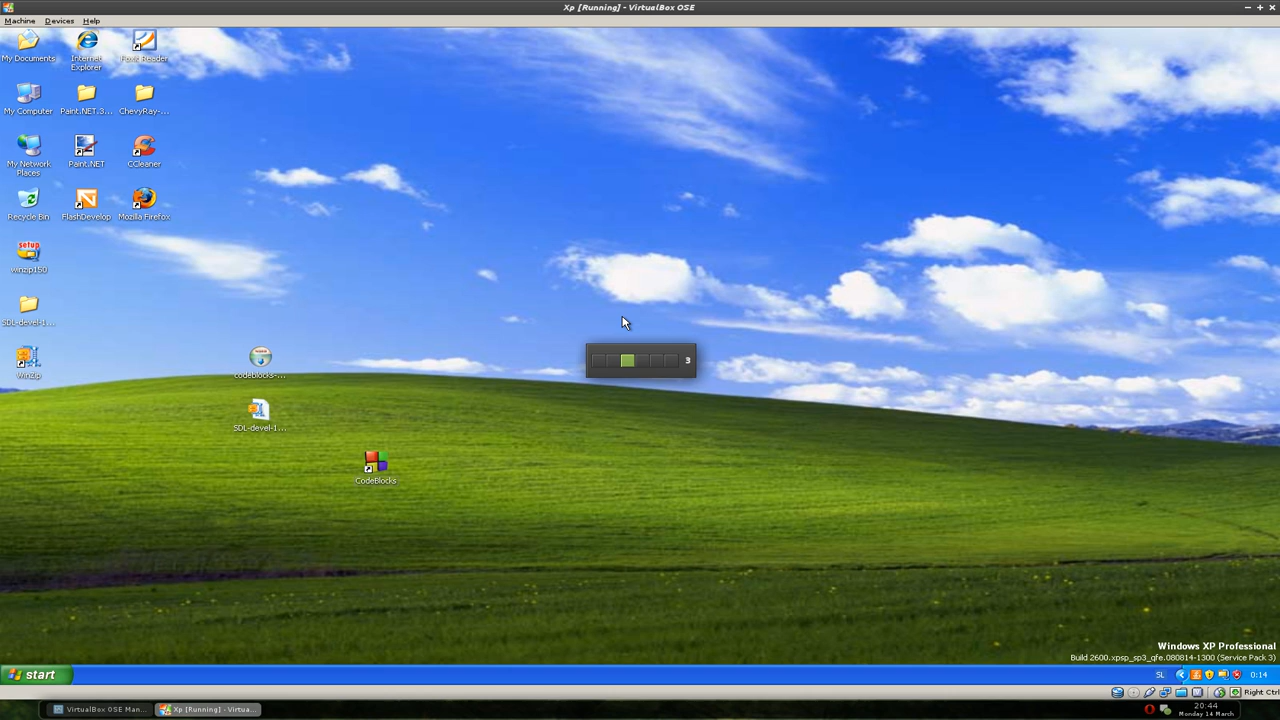 Xp [Running] - VirtualBox OSE
Machine Devices Help
My Documents
Internet Explorer
Foxit Reader
My Computer
Paint.NET.3...
ChevyRay-...
My Network Places
Paint.NET
CCleaner
Recycle Bin
FlashDevelop
Mozilla Firefox
setup
winzip150
SDL-devel-1...
WinZip
codeblocks-...
SDL-devel-1...
CodeBlocks
3
Windows XP Professional
Build 2600.xpsp_sp3_qfe.080814-1300 (Service Pack 3)
start
SL
0:14
Right Ctrl
VirtualBox OSE Man...
Xp [Running] - Virtua...
20:44
Monday 14 March